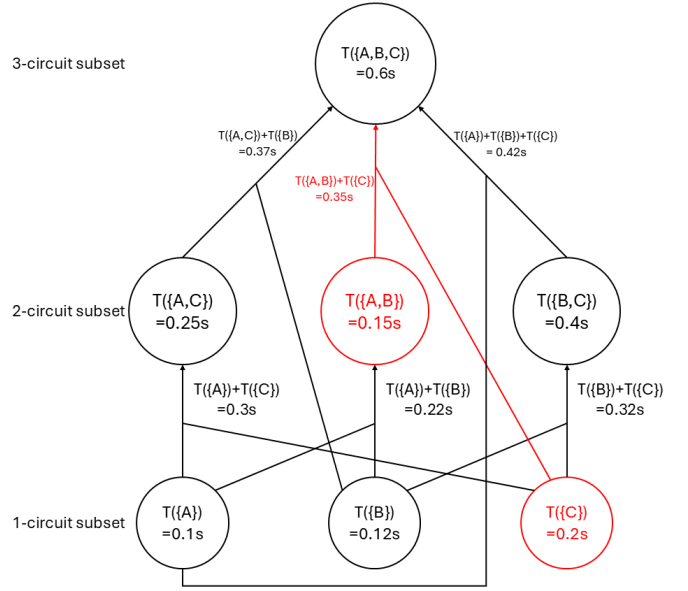 3-circuit subset
T({A,B,C})
=0.6s
T({A,C})+T({B})
=0.37s
T({A,B})+T({C})
=0.35s
T({A})+T({B})+T({C})
= 0.42s
2-circuit subset
T({A,C})
=0.25s
T({A,B})
=0.15s
T({B,C})
=0.4s
T({A})+T({C})
=0.3s
T({A})+T({B})
=0.22s
T({B})+T({C})
=0.32s
1-circuit subset
T({A})
=0.1s
T({B})
=0.12s
T({C})
=0.2s